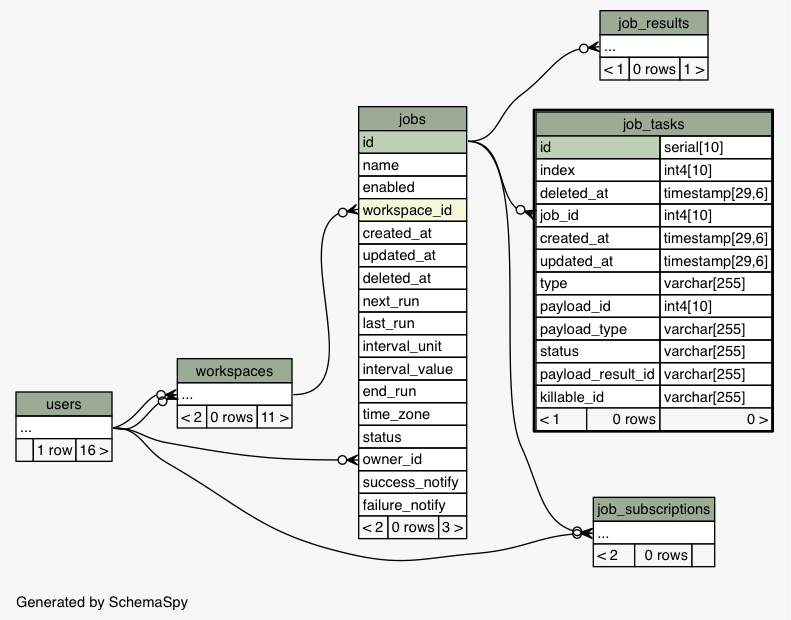 job_results
...
< 1 0 rows 1 >
jobs
id
name
enabled
workspace_id
created_at
updated_at
deleted_at
next_run
last_run
interval_unit
interval_value
end_run
time_zone
status
owner_id
success_notify
failure_notify
< 2 0 rows 3 >
job_tasks
id serial[10]
index int4[10]
deleted_at timestamp[29,6]
job_id int4[10]
created_at timestamp[29,6]
updated_at timestamp[29,6]
type varchar[255]
payload_id int4[10]
payload_type varchar[255]
status varchar[255]
payload_result_id varchar[255]
killable_id varchar[255]
< 1 0 rows 0 >
workspaces
...
< 2 0 rows 11 >
users
...
1 row 16 >
job_subscriptions
...
< 2 0 rows
Generated by SchemaSpy